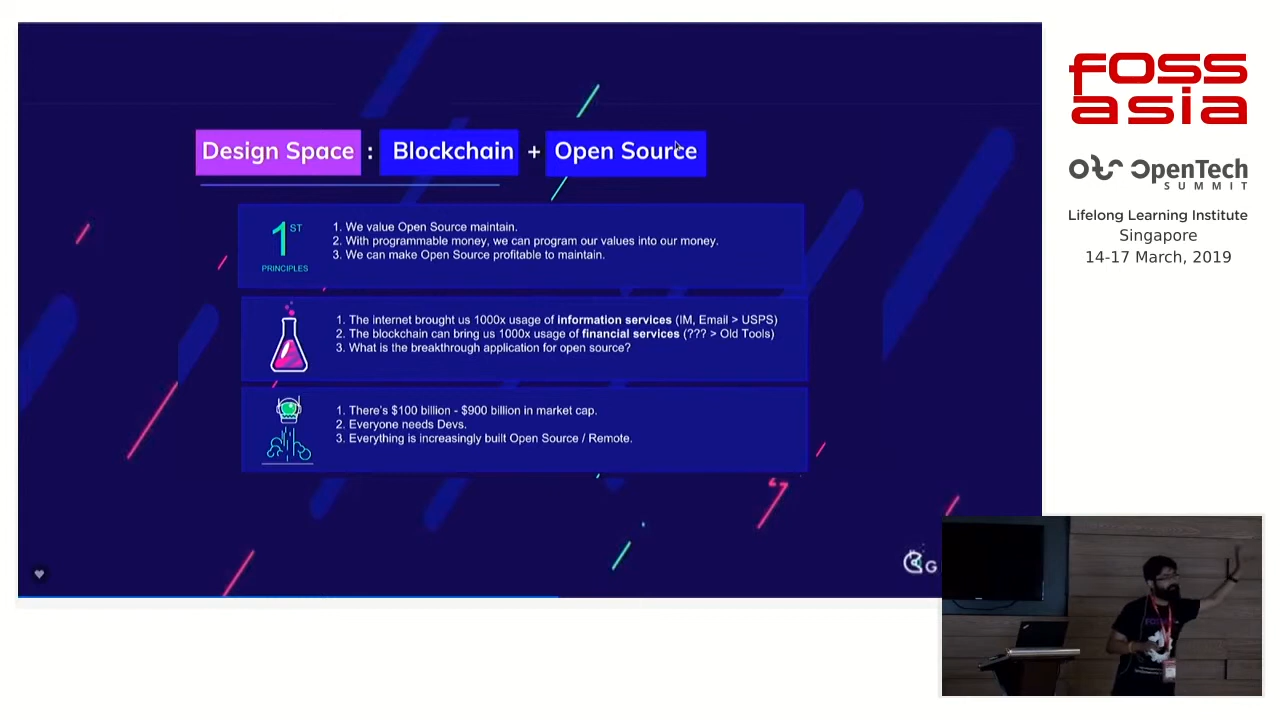 Design Space : Blockchain + Open Source
1ST
PRINCIPLES
1. We value Open Source maintain.
2. With programmable money, we can program our values into our money.
3. We can make Open Source profitable to maintain.
1. The internet brought us 1000x usage of information services (IM, Email > USPS)
2. The blockchain can bring us 1000x usage of financial services (??? > Old Tools)
3. What is the breakthrough application for open source?
1. There's $100 billion - $900 billion in market cap.
2. Everyone needs Devs.
3. Everything is increasingly built Open Source / Remote.
G
FOSS
asia
OpenTech
SUMMIT
Lifelong Learning Institute
Singapore
14-17 March, 2019